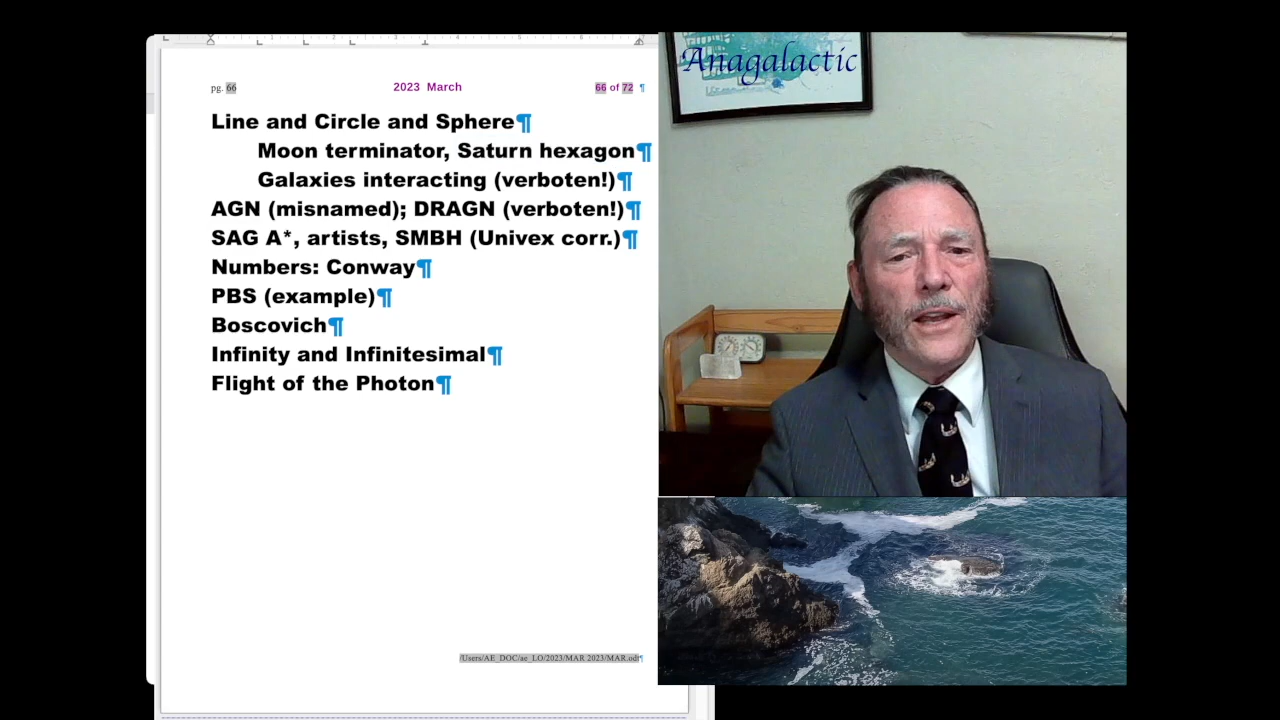 pg. 66
2023 March
66 of 72 ¶
Line and Circle and Sphere¶
Moon terminator, Saturn hexagon¶
Galaxies interacting (verboten!)¶
AGN (misnamed); DRAGN (verboten!)¶
SAG A*, artists, SMBH (Univex corr.)¶
Numbers: Conway¶
PBS (example)¶
Boscovich¶
Infinity and Infinitesimal¶
Flight of the Photon¶
/Users/AE_DOC/ae_LO/2023/MAR 2023/MAR.odt¶
Anagalactic